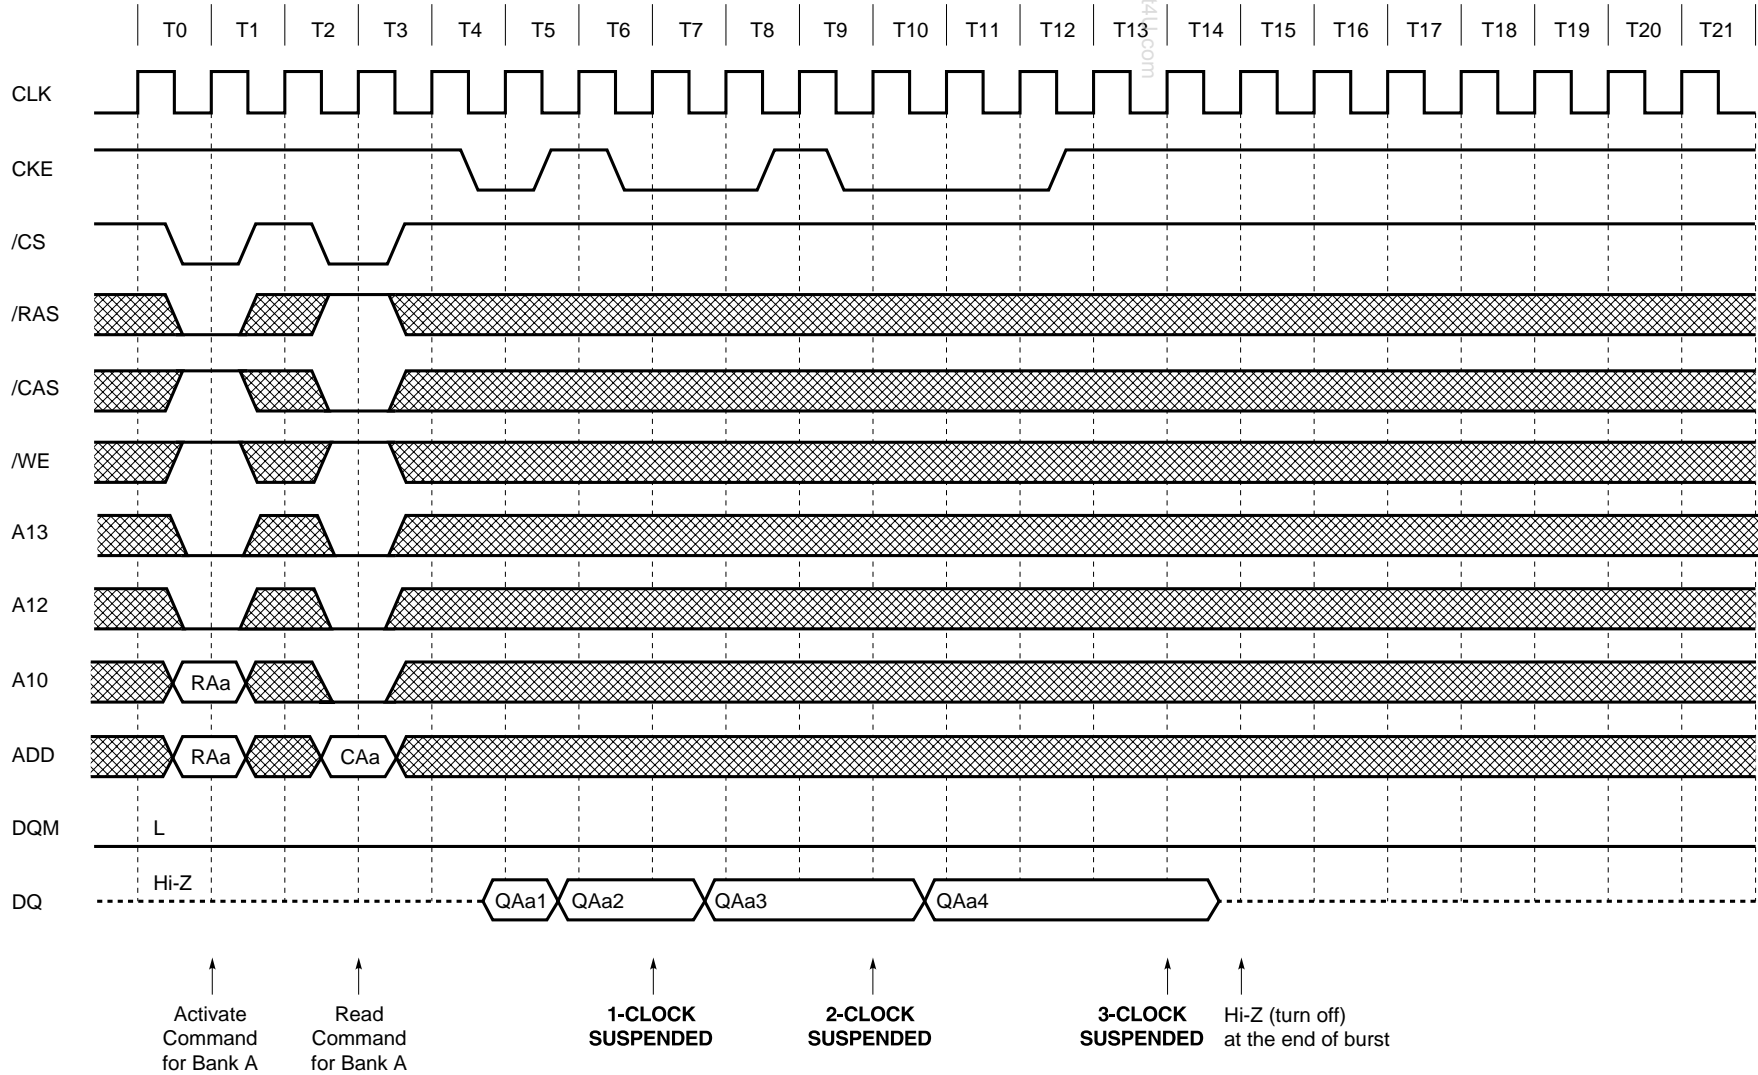 T0 T1 T2 T3 T4 T5 T6 T7 T8 T9 T10 T11 T12 T13 T14 T15 T16 T17 T18 T19 T20 T21
t4U.com
CLK
CKE
/CS
/RAS
/CAS
/WE
A13
A12
A10 RAa
ADD RAa CAa
DQM L
Hi-Z
DQ QAa1 QAa2 QAa3 QAa4
Activate
Command
for Bank A
Read
Command
for Bank A
1-CLOCK
SUSPENDED
2-CLOCK
SUSPENDED
3-CLOCK
SUSPENDED
Hi-Z (turn off)
at the end of burst